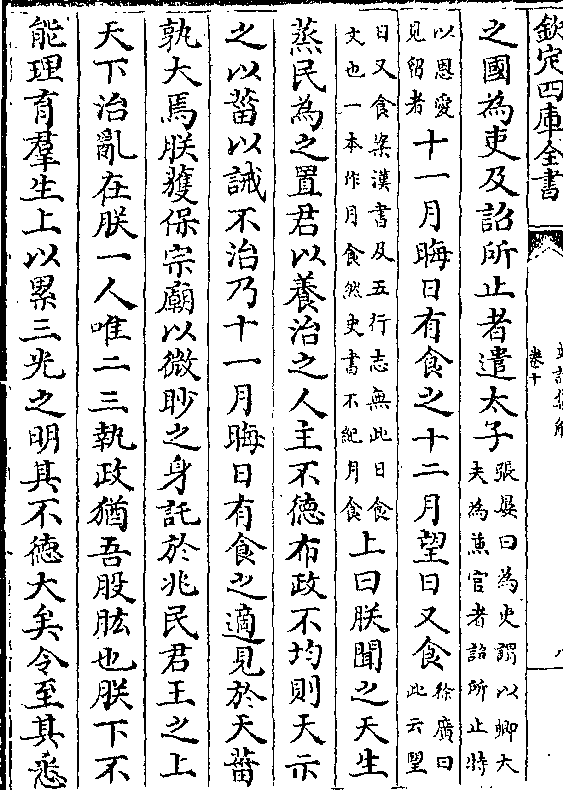 欽定四庫全書
卷十
八
之國為吏及詔所止者遣太子
張晏曰為吏謂以卿大
夫為兼官者詔所止特
以恩愛
見留者
十一月晦日有食之十二月望日又食
徐廣曰
此云望
日又食案漢書及五行志無此日食
文也一本作月食然史書不紀月食
上曰朕聞之天生
蒸民為之置君以養治之人主不德布政不均則天示
之以菑以誡不治乃十一月晦日有食之適見於天菑
孰大焉朕獲保宗廟以微眇之身託於兆民君王之上
天下治亂在朕一人唯二三執政猶吾股肱也朕下不
能理育羣生上以累三光之明其不德大矣令至其悉